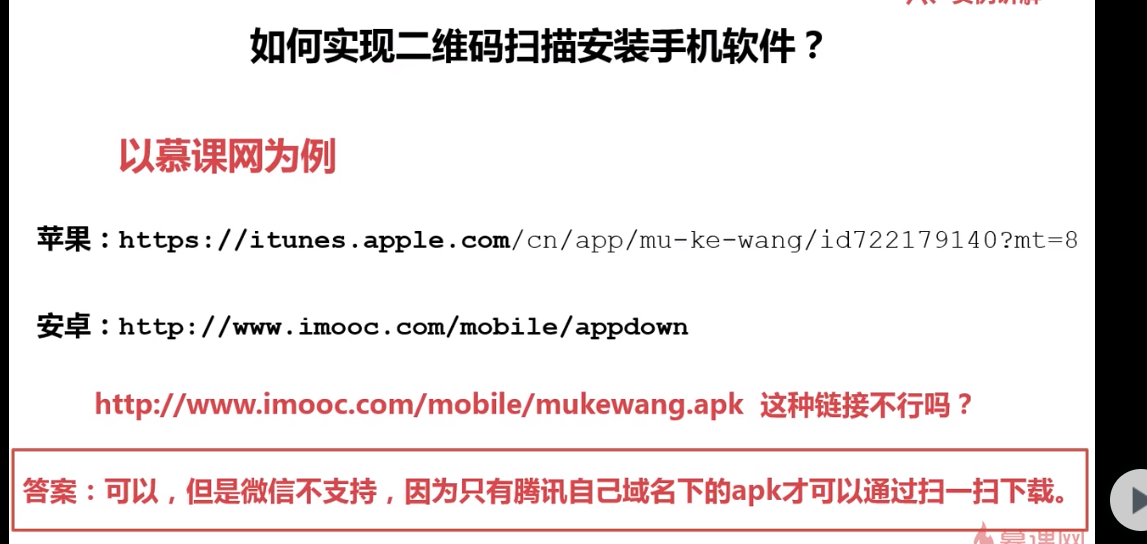 如何实现二维码扫描安装手机软件？
以慕课网为例
苹果：https://itunes.apple.com/cn/app/mu-ke-wang/id722179140?mt=8
安卓：http://www.imooc.com/mobile/appdown
http://www.imooc.com/mobile/mukewang.apk 这种链接不行吗？
答案：可以，但是微信不支持，因为只有腾讯自己域名下的apk才可以通过扫一扫下载。
慕课网